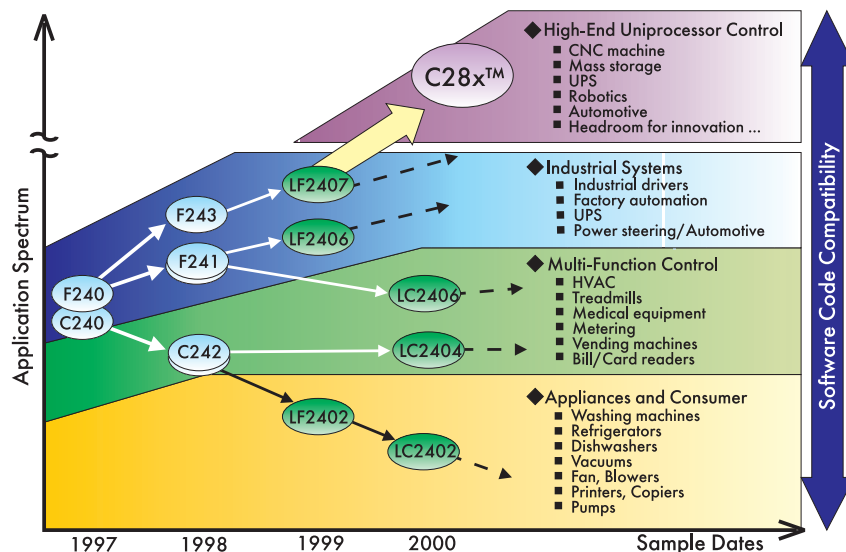 ◆ High-End Uniprocessor Control
■ CNC machine
■ Mass storage
■ UPS
■ Robotics
■ Automotive
■ Headroom for innovation ...
C28x™
◆ Industrial Systems
■ Industrial drivers
■ Factory automation
■ UPS
■ Power steering/Automotive
LF2407
F243
LF2406
F241
◆ Multi-Function Control
■ HVAC
■ Treadmills
■ Medical equipment
■ Metering
■ Vending machines
■ Bill/Card readers
F240
C240
LC2406
C242
LC2404
◆ Appliances and Consumer
■ Washing machines
■ Refrigerators
■ Dishwashers
■ Vacuums
■ Fan, Blowers
■ Printers, Copiers
■ Pumps
LF2402
LC2402
Application Spectrum
Software Code Compatibility
1997 1998 1999 2000 Sample Dates